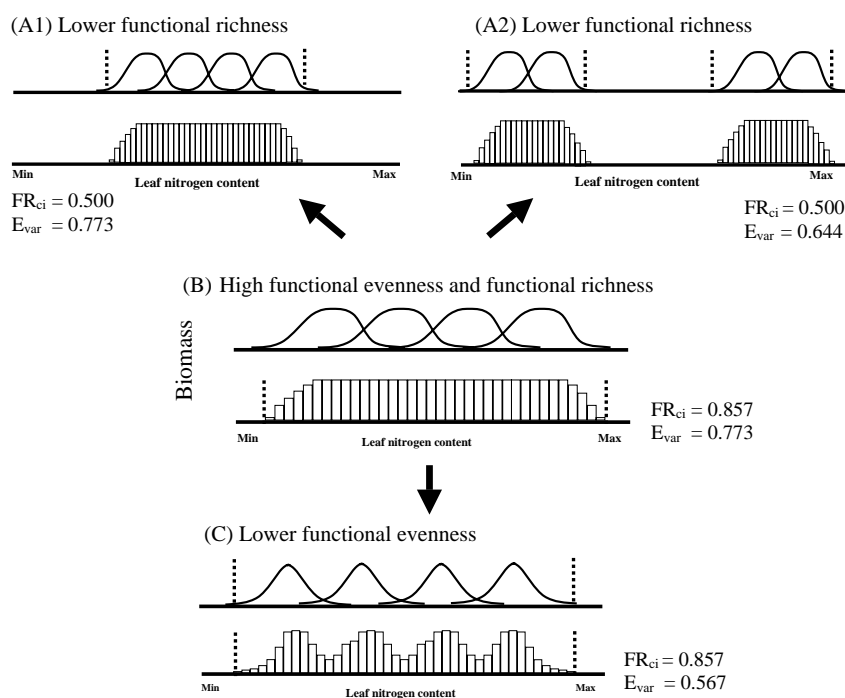 (A1) Lower functional richness
Min
Leaf nitrogen content
Max
FRci = 0.500
Evar = 0.773
(A2) Lower functional richness
Min
Leaf nitrogen content
Max
FRci = 0.500
Evar = 0.644
(B) High functional evenness and functional richness
Biomass
Min
Leaf nitrogen content
Max
FRci = 0.857
Evar = 0.773
(C) Lower functional evenness
Min
Leaf nitrogen content
Max
FRci = 0.857
Evar = 0.567